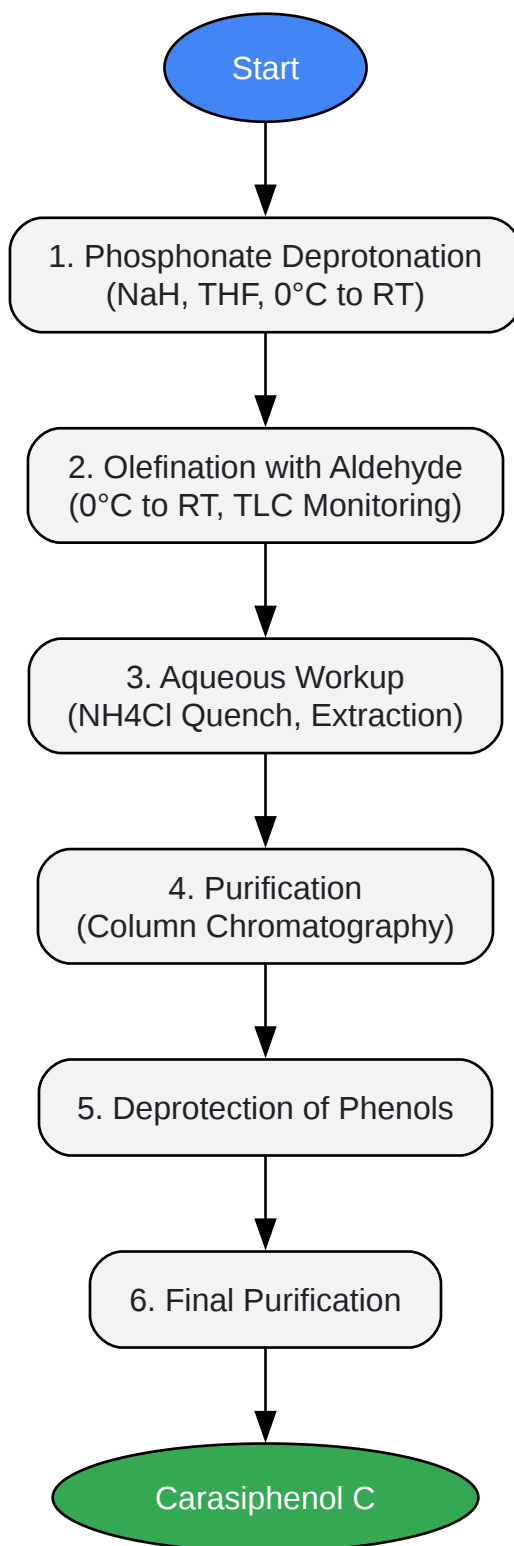 Start
1. Phosphonate Deprotonation
(NaH, THF, 0°C to RT)
2. Olefination with Aldehyde
(0°C to RT, TLC Monitoring)
3. Aqueous Workup
(NH4Cl Quench, Extraction)
4. Purification
(Column Chromatography)
5. Deprotection of Phenols
6. Final Purification
Carasiphenol C